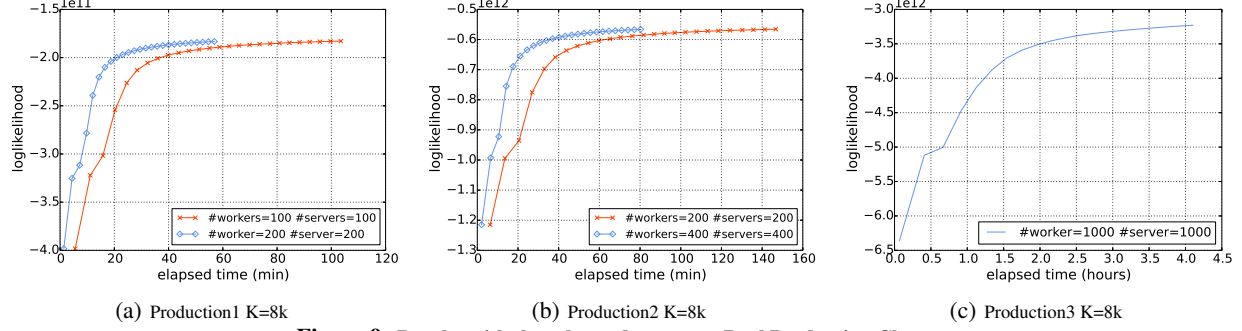 1e11
−1.5
−2.0
−2.5
−3.0
−3.5
−4.0
loglikelihood
0 20 40 60 80 100 120
elapsed time (min)
#workers=100 #servers=100
#worker=200 #server=200
(a) Production1 K=8k
1e12
−0.5
−0.6
−0.7
−0.8
−0.9
−1.0
−1.1
−1.2
−1.3
loglikelihood
0 20 40 60 80 100 120 140 160
elapsed time (min)
#workers=200 #servers=200
#workers=400 #servers=400
(b) Production2 K=8k
1e12
−3.0
−3.5
−4.0
−4.5
−5.0
−5.5
−6.0
−6.5
loglikelihood
0.0 0.5 1.0 1.5 2.0 2.5 3.0 3.5 4.0 4.5
elapsed time (hours)
#worker=1000 #server=1000
(c) Production3 K=8k